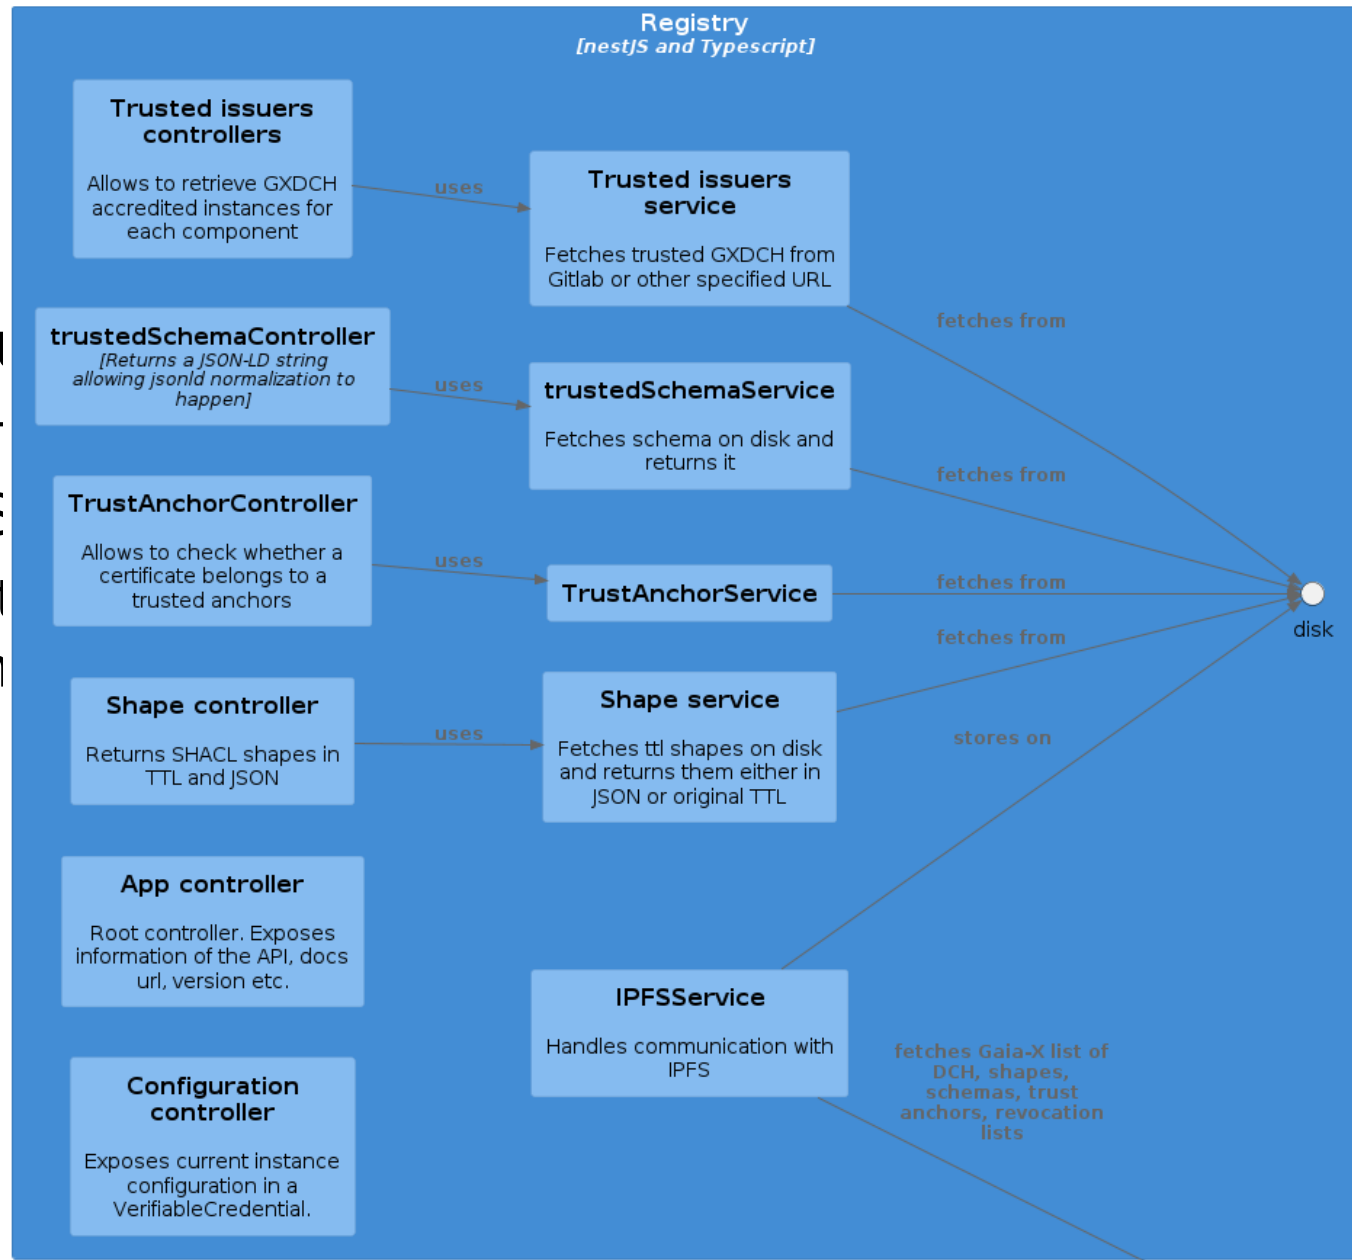 Registry
[nestJS and Typescript]
Trusted issuers
controllers
Allows to retrieve GXDCH
accredited instances for
each component
uses
Trusted issuers
service
Fetches trusted GXDCH from
Gitlab or other specified URL
fetches from
trustedSchemaController
[Returns a JSON-LD string
allowing jsonld normalization to
happen]
uses
trustedSchemaService
Fetches schema on disk and
returns it
fetches from
TrustAnchorController
Allows to check whether a
certificate belongs to a
trusted anchors
uses
TrustAnchorService
fetches from
disk
fetches from
Shape controller
Returns SHACL shapes in
TTL and JSON
uses
Shape service
Fetches ttl shapes on disk
and returns them either in
JSON or original TTL
stores on
App controller
Root controller. Exposes
information of the API, docs
url, version etc.
IPFSService
Handles communication with
IPFS
fetches Gaia-X list of
DCH, shapes,
schemas, trust
anchors, revocation
lists
Configuration
controller
Exposes current instance
configuration in a
VerifiableCredential.